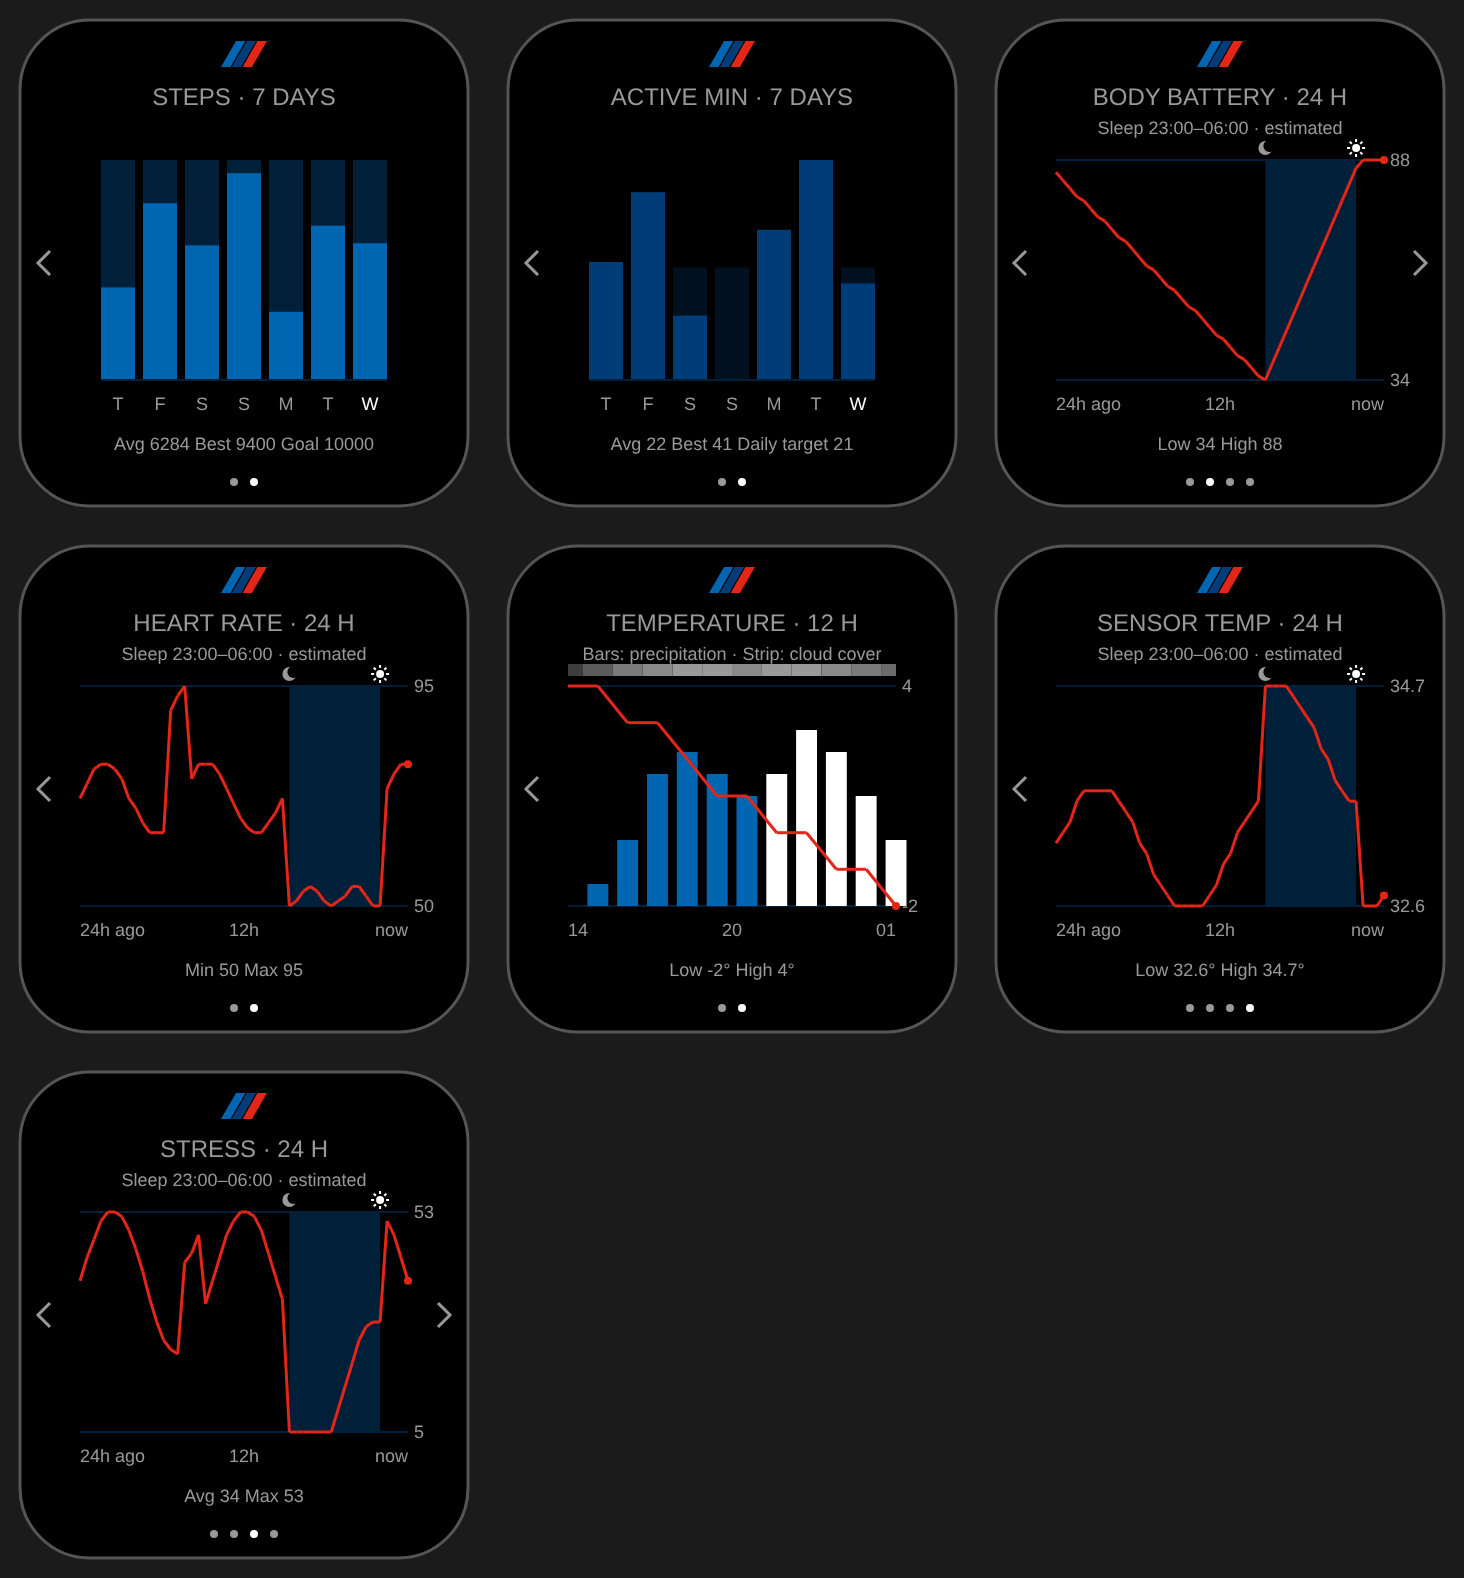 STEPS · 7 DAYS
T F S S M T W
Avg 6284 Best 9400 Goal 10000
ACTIVE MIN · 7 DAYS
T F S S M T W
Avg 22 Best 41 Daily target 21
BODY BATTERY · 24 H
Sleep 23:00–06:00 · estimated
88
34
24h ago 12h now
Low 34 High 88
HEART RATE · 24 H
Sleep 23:00–06:00 · estimated
95
50
24h ago 12h now
Min 50 Max 95
TEMPERATURE · 12 H
Bars: precipitation · Strip: cloud cover
4
-2
14 20 01
Low -2° High 4°
SENSOR TEMP · 24 H
Sleep 23:00–06:00 · estimated
34.7
32.6
24h ago 12h now
Low 32.6° High 34.7°
STRESS · 24 H
Sleep 23:00–06:00 · estimated
53
5
24h ago 12h now
Avg 34 Max 53